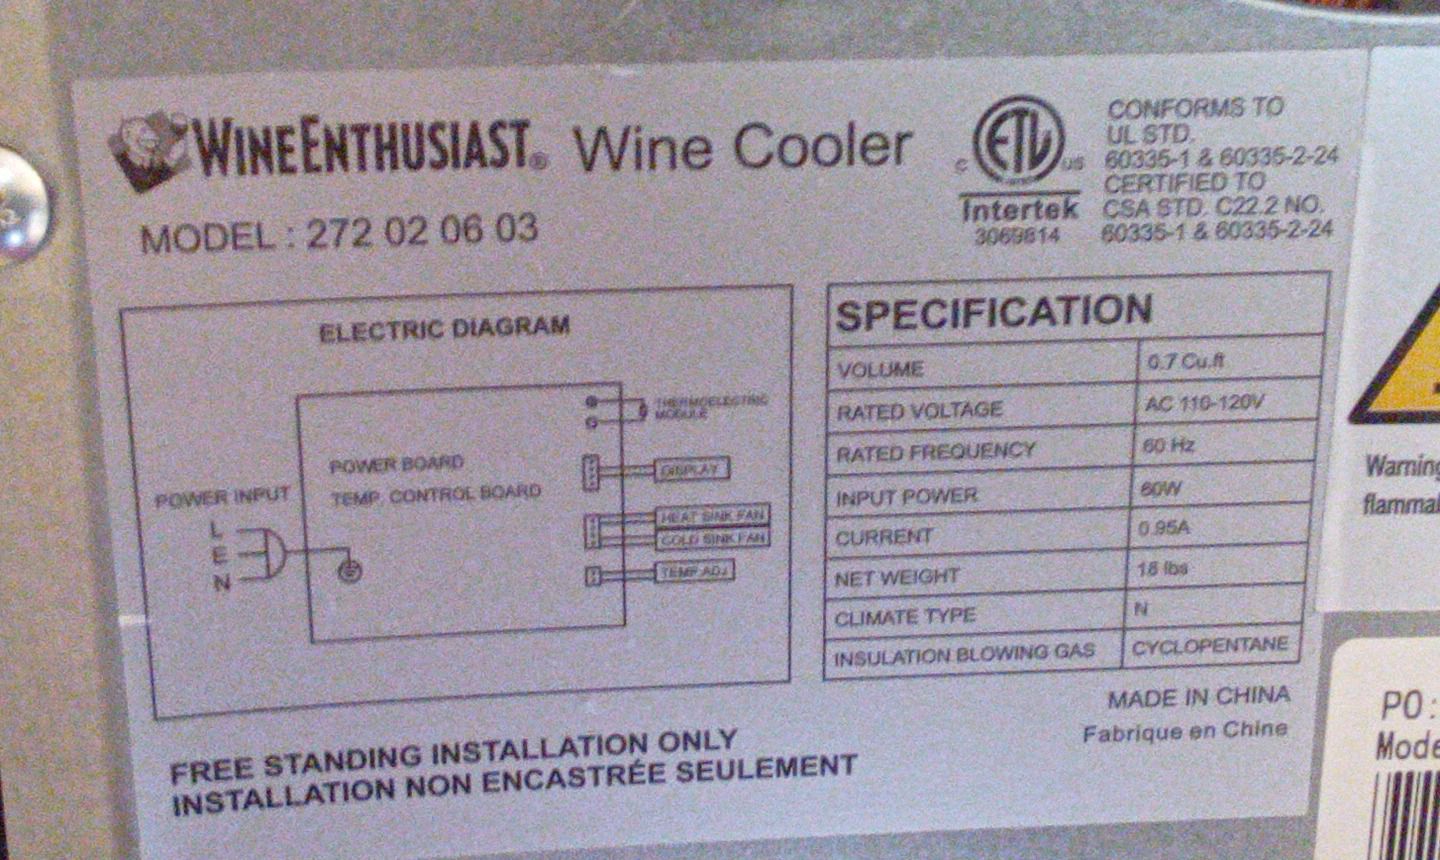 WINEENTHUSIAST® Wine Cooler
MODEL : 272 02 06 03
ETL
C US
Intertek
3069814
CONFORMS TO
UL STD.
60335-1 & 60335-2-24
CERTIFIED TO
CSA STD. C22.2 NO.
60335-1 & 60335-2-24
ELECTRIC DIAGRAM
THERMOELECTRIC
MODULE
POWER BOARD
TEMP. CONTROL BOARD
DISPLAY
POWER INPUT
L
E
N
HEAT SINK FAN
COLD SINK FAN
TEMP ADJ
SPECIFICATION
VOLUME 0.7 Cu.ft
RATED VOLTAGE AC 110-120V
RATED FREQUENCY 60 Hz
INPUT POWER 60W
CURRENT 0.95A
NET WEIGHT 18 lbs
CLIMATE TYPE N
INSULATION BLOWING GAS CYCLOPENTANE
MADE IN CHINA
Fabrique en Chine
FREE STANDING INSTALLATION ONLY
INSTALLATION NON ENCASTRÉE SEULEMENT
Warning
flammal
PO:
Mode